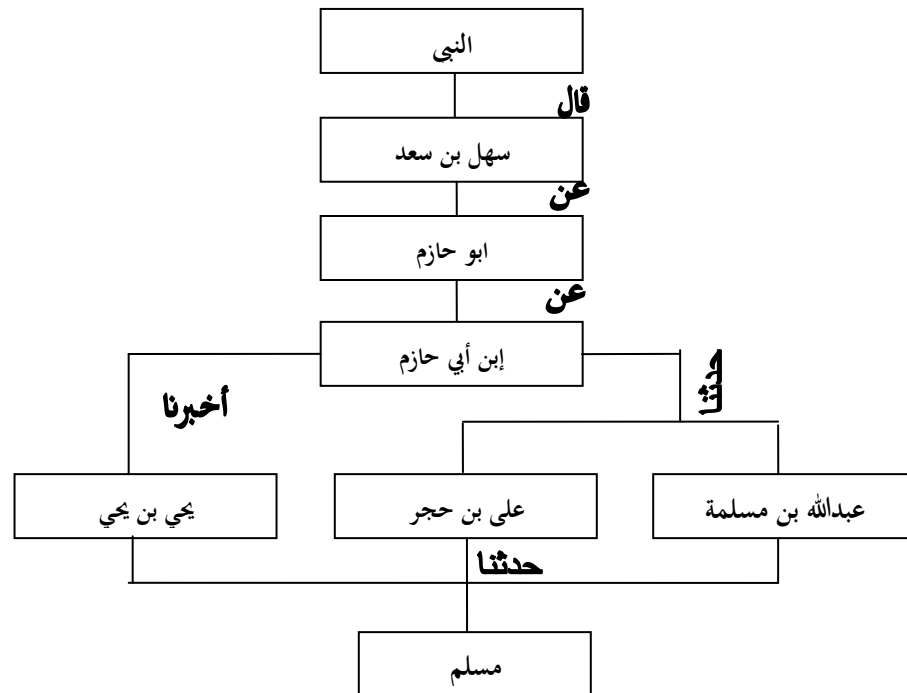 النبى
قال
سهل بن سعد
عن
ابو حازم
عن
إبن أبي حازم
حدثنا
أخبرنا
عبدالله بن مسلمة
على بن حجر
يحي بن يحي
حدثنا
مسلم